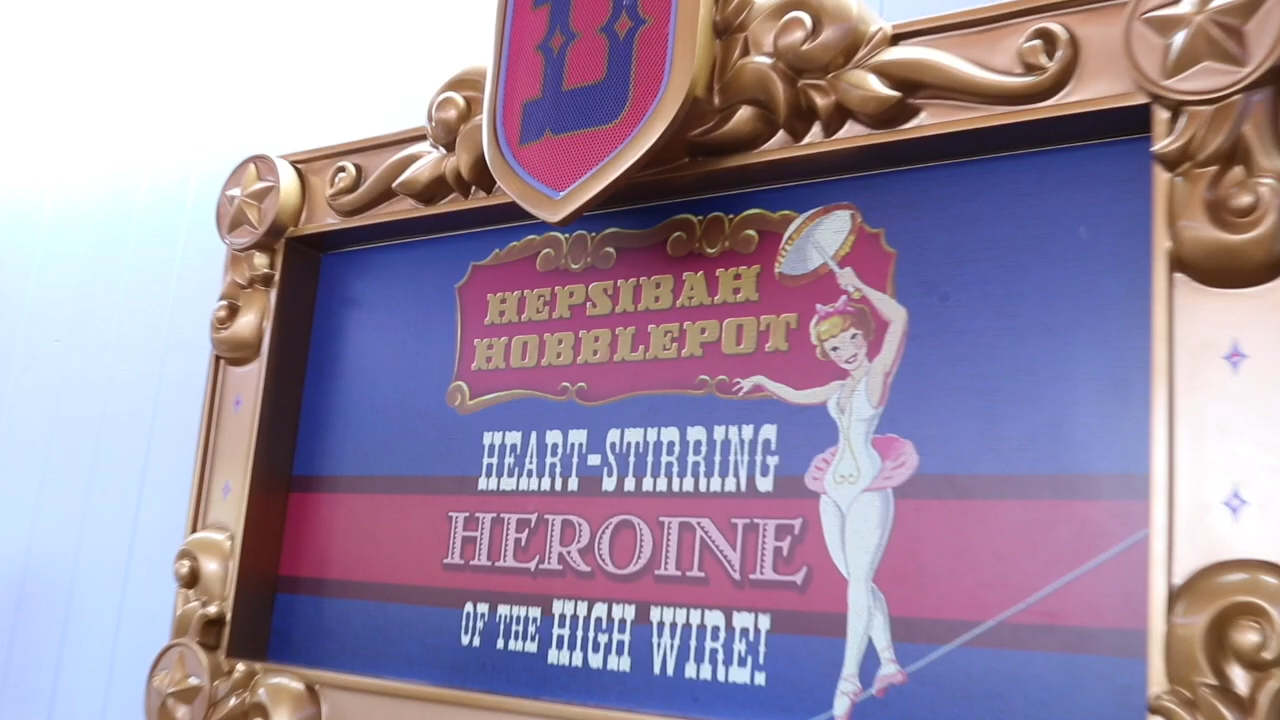 HEPSIBAH
HOBBLEPOT
HEART-STIRRING
HEROINE
OF THE HIGH WIRE!